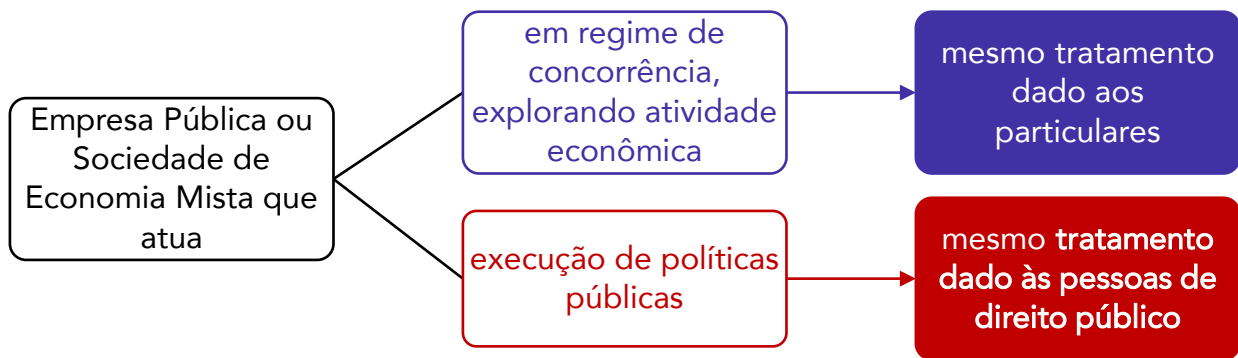 Empresa Pública ou
Sociedade de
Economia Mista que
atua
em regime de
concorrência,
explorando atividade
econômica
mesmo tratamento
dado aos
particulares
execução de políticas
públicas
mesmo tratamento
dado às pessoas de
direito público